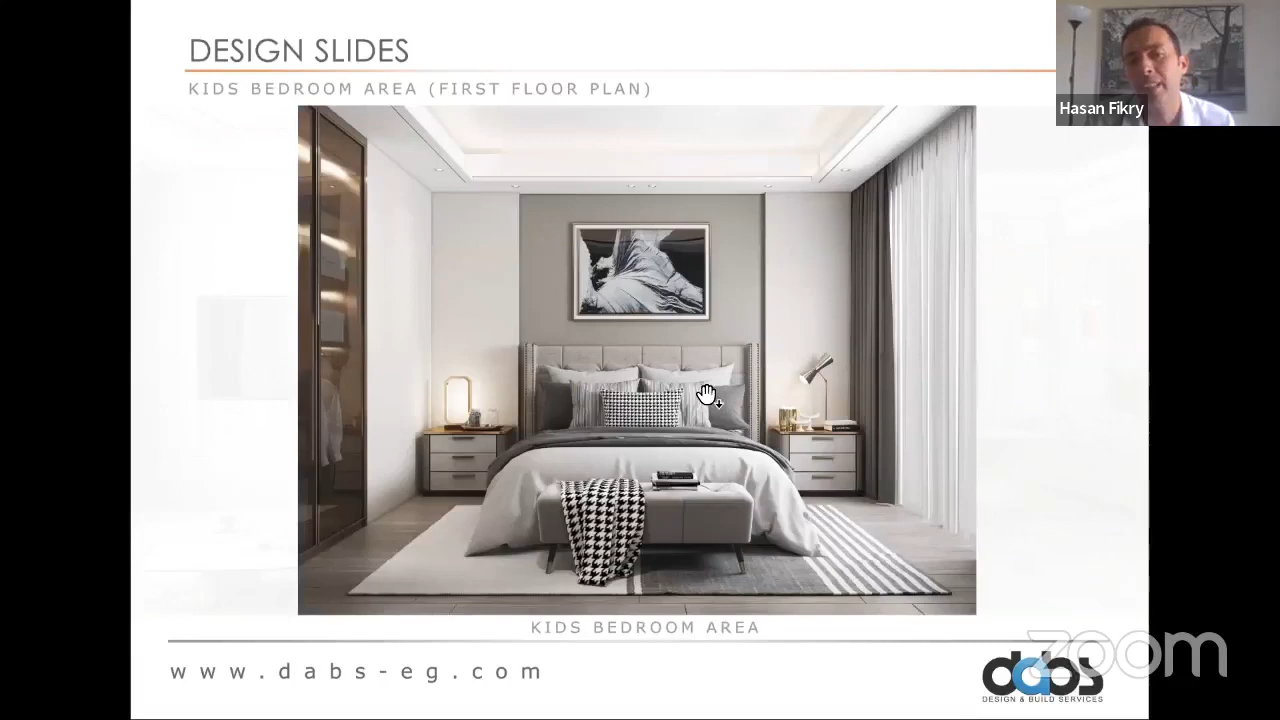 DESIGN SLIDES
KIDS BEDROOM AREA (FIRST FLOOR PLAN)
Hasan Fikry
KIDS BEDROOM AREA
www.dabs-eg.com
zoom
dabs
DESIGN & BUILD SERVICES